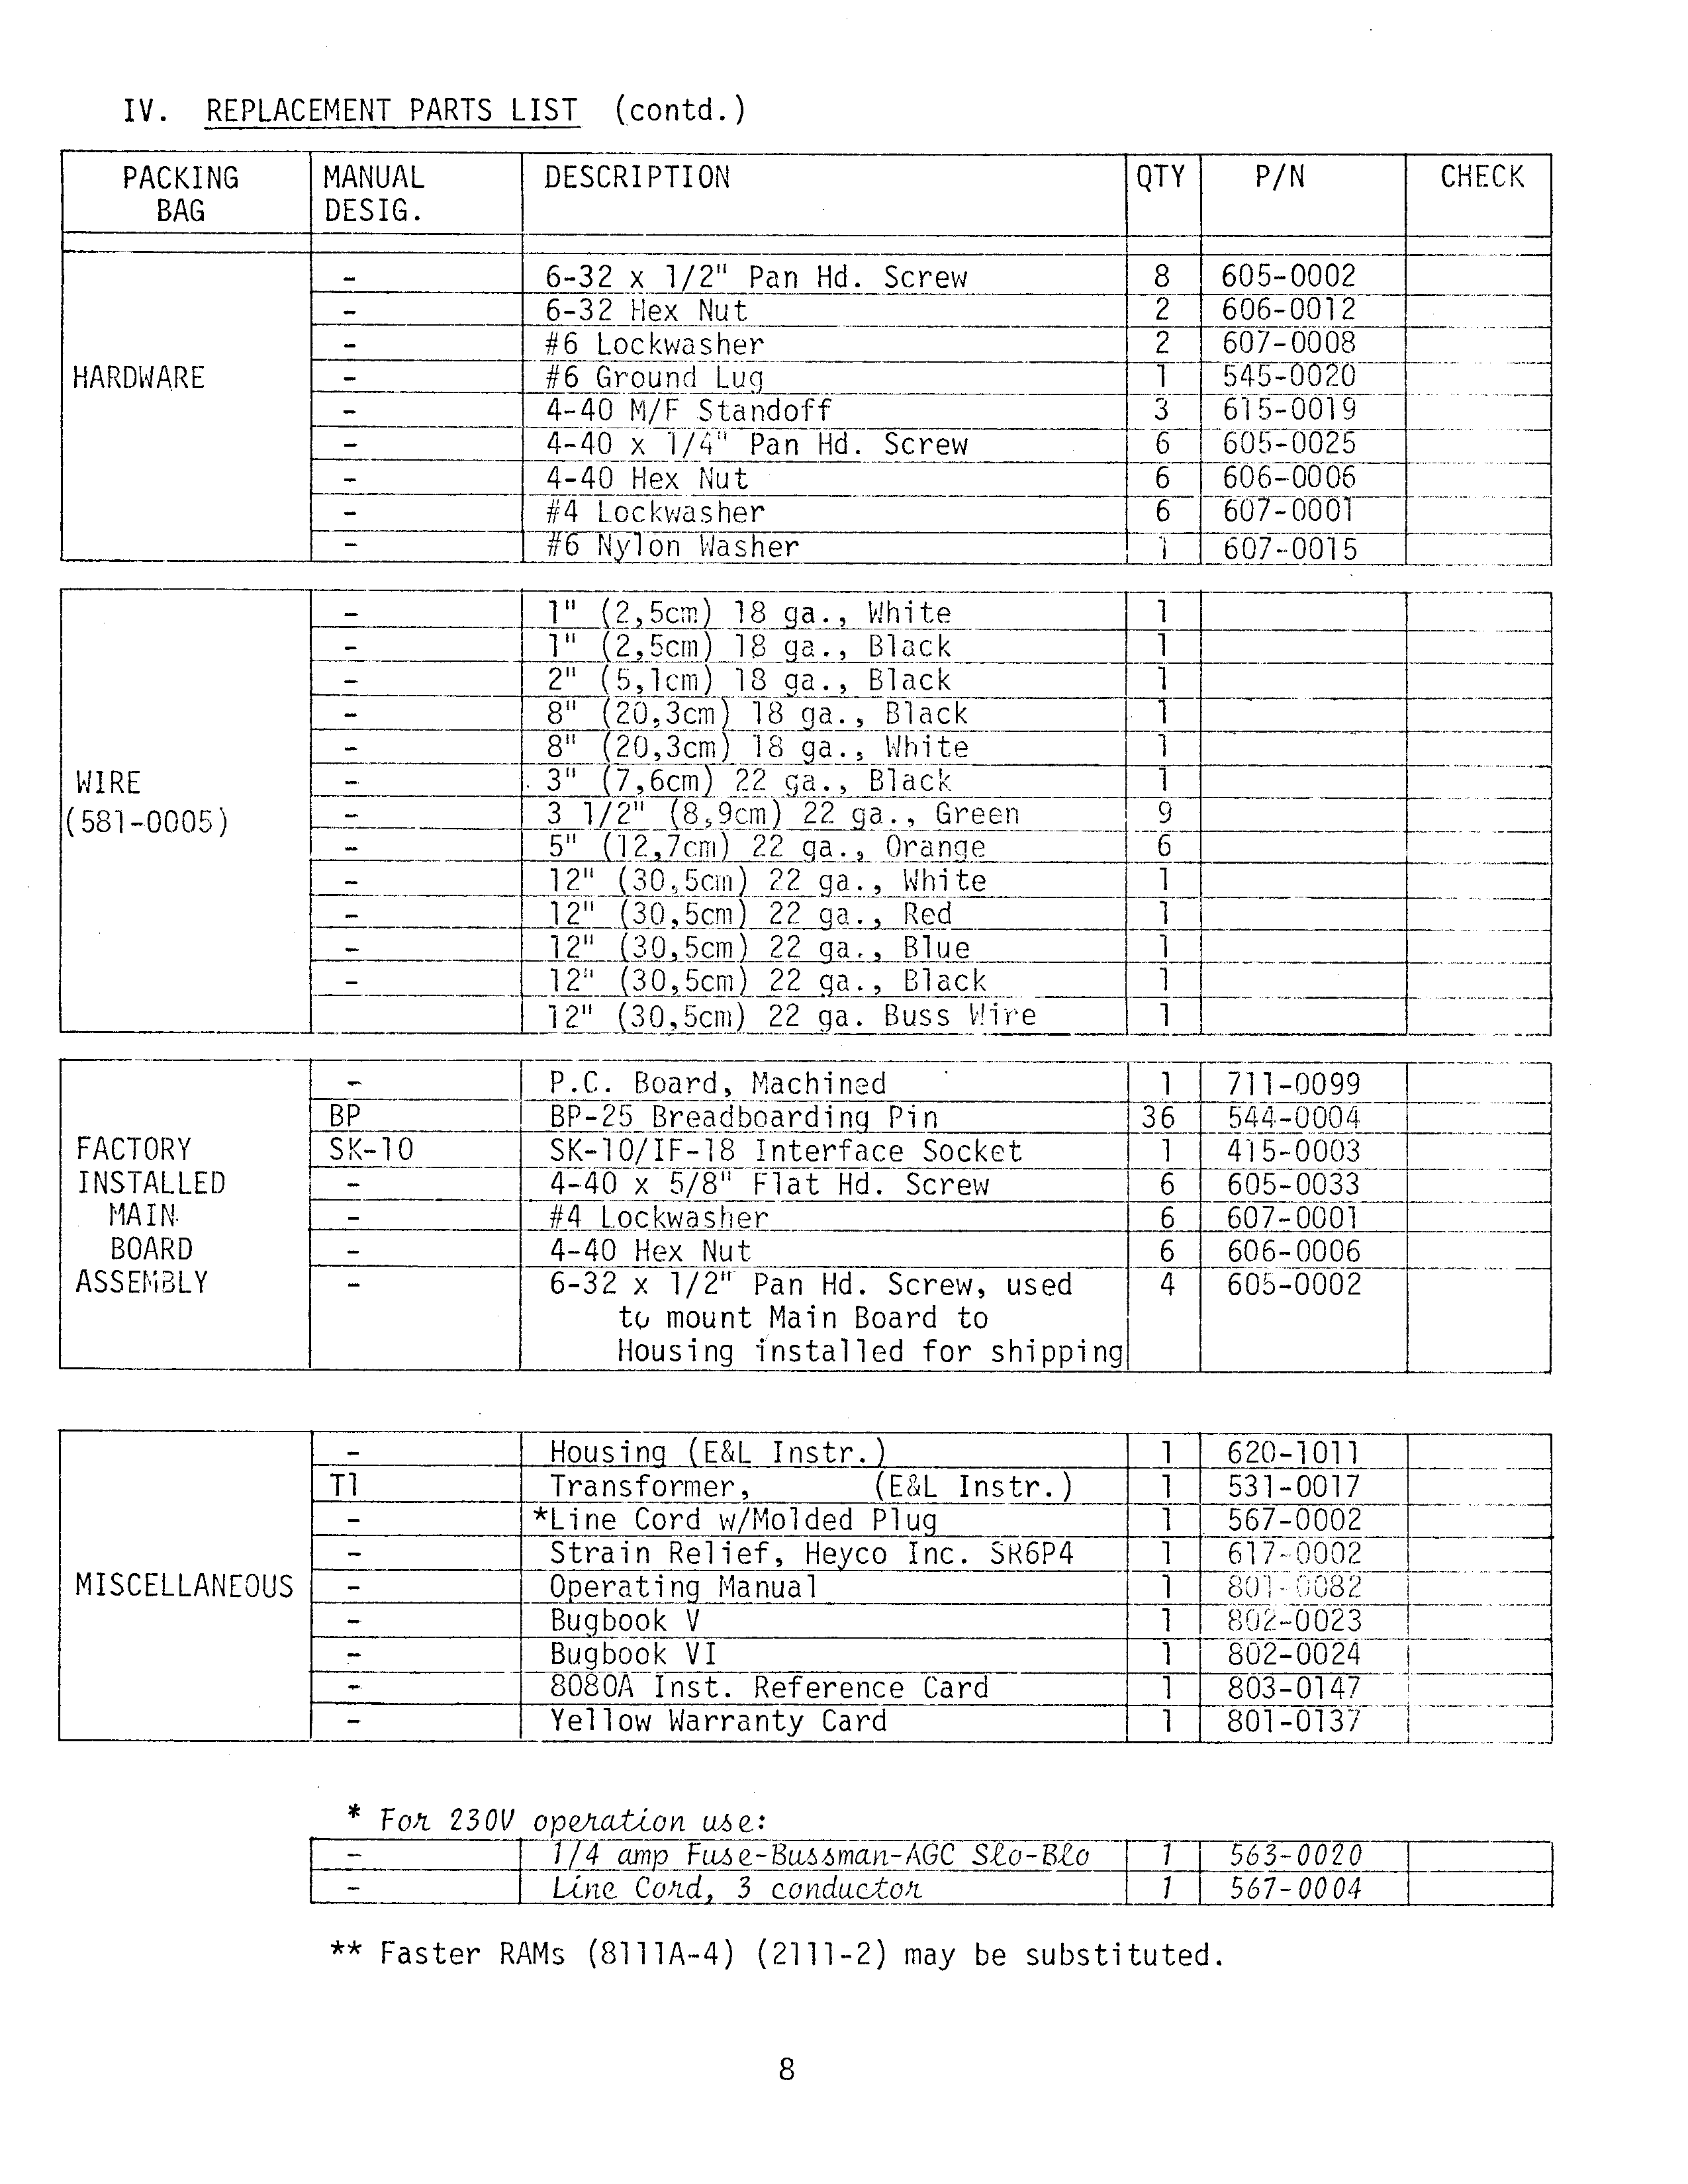 IV. REPLACEMENT PARTS LIST (contd.)
PACKING BAG MANUAL DESIG. DESCRIPTION QTY P/N CHECK
HARDWARE
- 6-32 x 1/2" Pan Hd. Screw 8 605-0002
- 6-32 Hex Nut 2 606-0012
- #6 Lockwasher 2 607-0008
- #6 Ground Lug 1 545-0020
- 4-40 M/F Standoff 3 615-0019
- 4-40 x 1/4" Pan Hd. Screw 6 605-0025
- 4-40 Hex Nut 6 606-0006
- #4 Lockwasher 6 607-0001
- #6 Nylon Washer 1 607-0015
WIRE
(581-0005)
- 1" (2,5cm) 18 ga., White 1
- 1" (2,5cm) 18 ga., Black 1
- 2" (5,1cm) 18 ga., Black 1
- 8" (20,3cm) 18 ga., Black 1
- 8" (20,3cm) 18 ga., White 1
- 3" (7,6cm) 22 ga., Black 1
- 3 1/2" (8,9cm) 22 ga., Green 9
- 5" (12,7cm) 22 ga., Orange 6
- 12" (30,5cm) 22 ga., White 1
- 12" (30,5cm) 22 ga., Red 1
- 12" (30,5cm) 22 ga., Blue 1
- 12" (30,5cm) 22 ga., Black 1
12" (30,5cm) 22 ga. Buss Wire 1
FACTORY
INSTALLED
MAIN
BOARD
ASSEMBLY
- P.C. Board, Machined 1 711-0099
BP BP-25 Breadboarding Pin 36 544-0004
SK-10 SK-10/IF-18 Interface Socket 1 415-0003
- 4-40 x 5/8" Flat Hd. Screw 6 605-0033
- #4 Lockwasher 6 607-0001
- 4-40 Hex Nut 6 606-0006
- 6-32 x 1/2" Pan Hd. Screw, used 4 605-0002
to mount Main Board to
Housing installed for shipping
MISCELLANEOUS
- Housing (E&L Instr.) 1 620-1011
T1 Transformer, (E&L Instr.) 1 531-0017
- *Line Cord w/Molded Plug 1 567-0002
- Strain Relief, Heyco Inc. SR6P4 1 617-0002
- Operating Manual 1 801-0082
- Bugbook V 1 802-0023
- Bugbook VI 1 802-0024
- 8080A Inst. Reference Card 1 803-0147
- Yellow Warranty Card 1 801-0137
* For 230V operation use:
- 1/4 amp Fuse-Bussman-AGC Slo-Blo 1 563-0020
- Line Cord, 3 conductor 1 567-0004
** Faster RAMs (8111A-4) (2111-2) may be substituted.
8